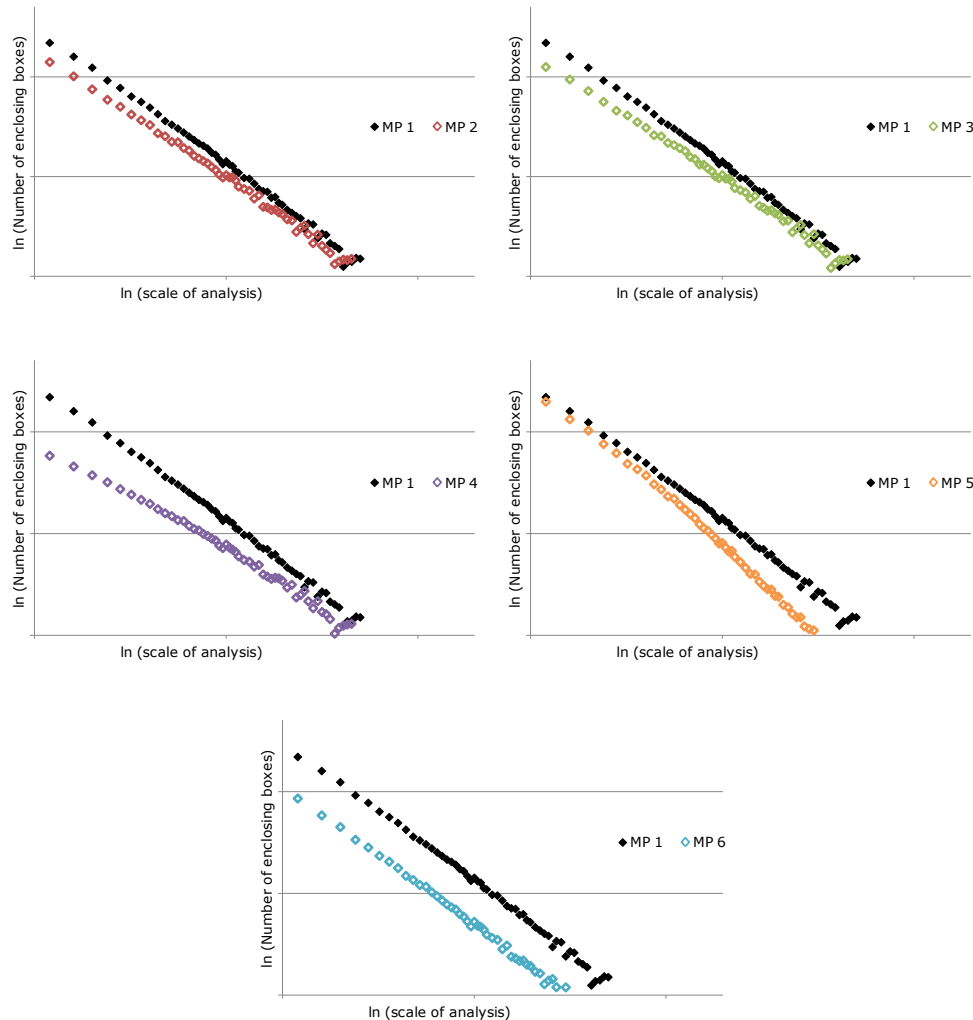 ln (Number of enclosing boxes)
MP 1 MP 2
ln (scale of analysis)
ln (Number of enclosing boxes)
MP 1 MP 3
ln (scale of analysis)
ln (Number of enclosing boxes)
MP 1 MP 4
ln (scale of analysis)
ln (Number of enclosing boxes)
MP 1 MP 5
ln (scale of analysis)
ln (Number of enclosing boxes)
MP 1 MP 6
ln (scale of analysis)